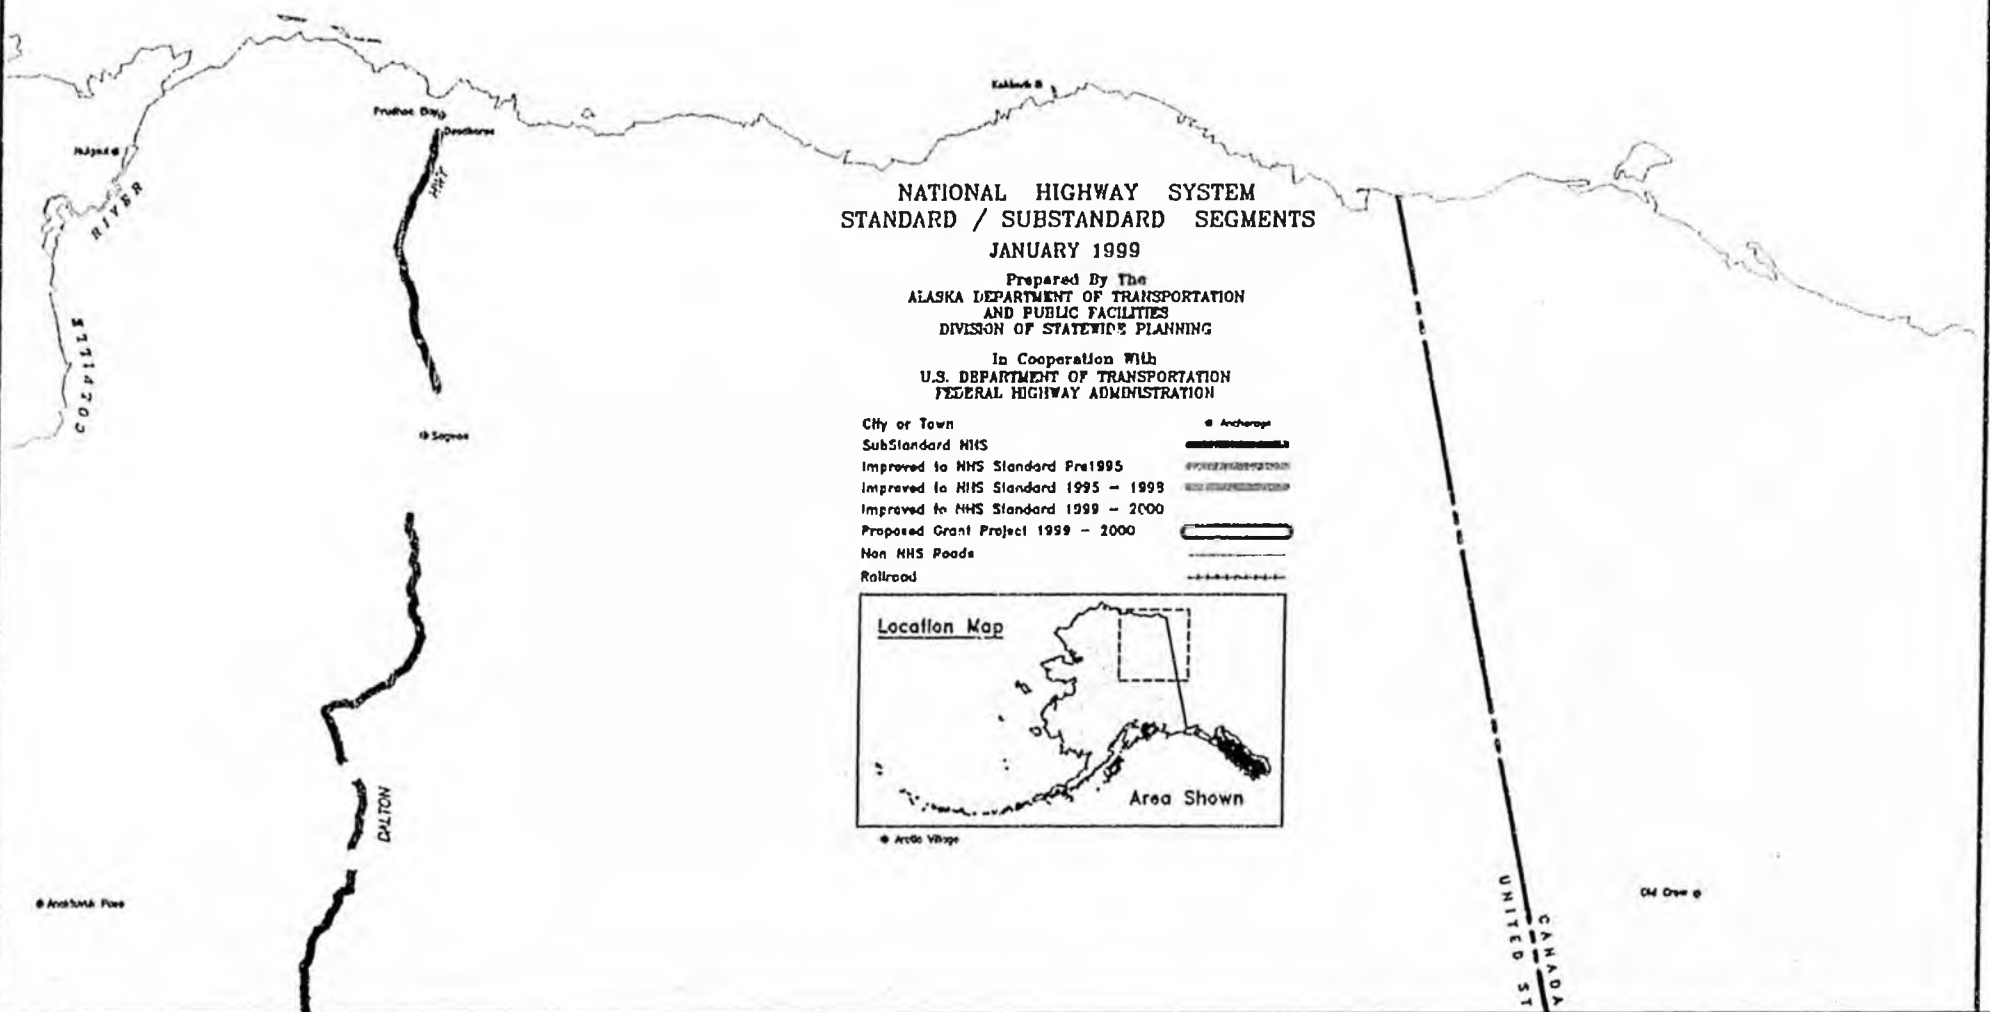 Kaktovik
Prudhoe Bay
Deadhorse
Nuiqsut
HWY
RIVER
NATIONAL HIGHWAY SYSTEM
STANDARD / SUBSTANDARD SEGMENTS
JANUARY 1999
Prepared By The
ALASKA DEPARTMENT OF TRANSPORTATION
AND PUBLIC FACILITIES
DIVISION OF STATEWIDE PLANNING
In Cooperation With
U.S. DEPARTMENT OF TRANSPORTATION
FEDERAL HIGHWAY ADMINISTRATION
COLVILLE
Sagwon
City or Town
Anchorage
SubStandard NHS
Improved to NHS Standard Pre1995
Improved to NHS Standard 1995 - 1998
Improved to NHS Standard 1999 - 2000
Proposed Grant Project 1999 - 2000
Non NHS Roads
Railroad
Location Map
Area Shown
DALTON
Arctic Village
Anaktuvuk Pass
Old Crow
UNITED ST
CANADA